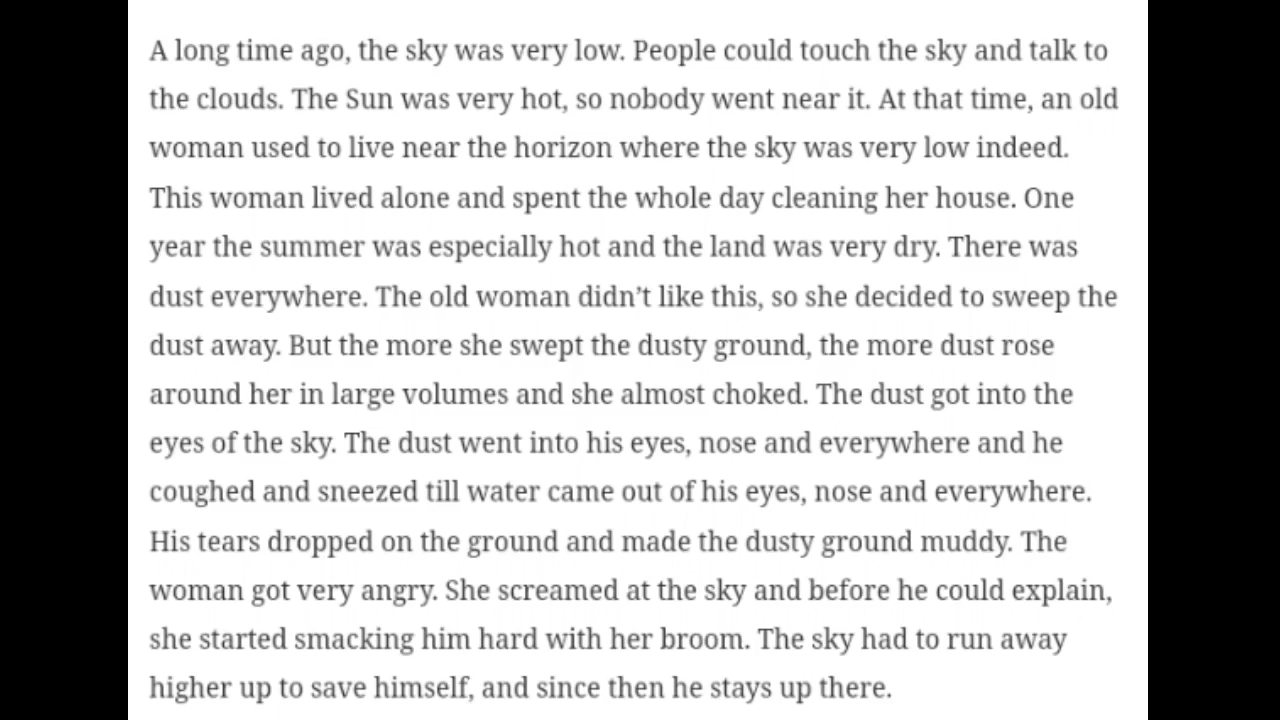 A long time ago, the sky was very low. People could touch the sky and talk to
the clouds. The Sun was very hot, so nobody went near it. At that time, an old
woman used to live near the horizon where the sky was very low indeed.
This woman lived alone and spent the whole day cleaning her house. One
year the summer was especially hot and the land was very dry. There was
dust everywhere. The old woman didn’t like this, so she decided to sweep the
dust away. But the more she swept the dusty ground, the more dust rose
around her in large volumes and she almost choked. The dust got into the
eyes of the sky. The dust went into his eyes, nose and everywhere and he
coughed and sneezed till water came out of his eyes, nose and everywhere.
His tears dropped on the ground and made the dusty ground muddy. The
woman got very angry. She screamed at the sky and before he could explain,
she started smacking him hard with her broom. The sky had to run away
higher up to save himself, and since then he stays up there.